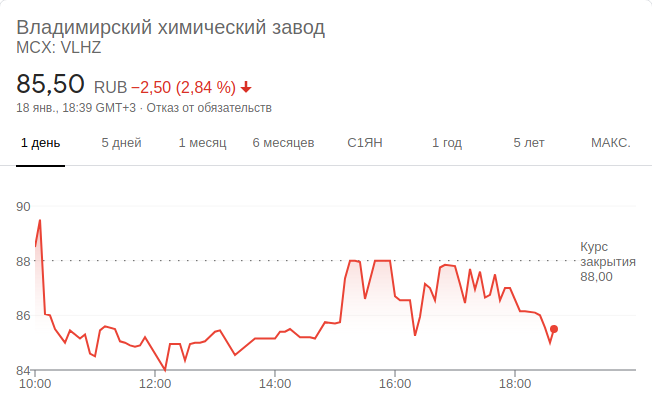 Владимирский химический завод
MCX: VLHZ
85,50 RUB −2,50 (2,84 %)
18 янв., 18:39 GMT+3 · Отказ от обязательств
1 день 5 дней 1 месяц 6 месяцев С1ЯН 1 год 5 лет МАКС.
90
Курс
88 закрытия
88,00
86
84
10:00 12:00 14:00 16:00 18:00